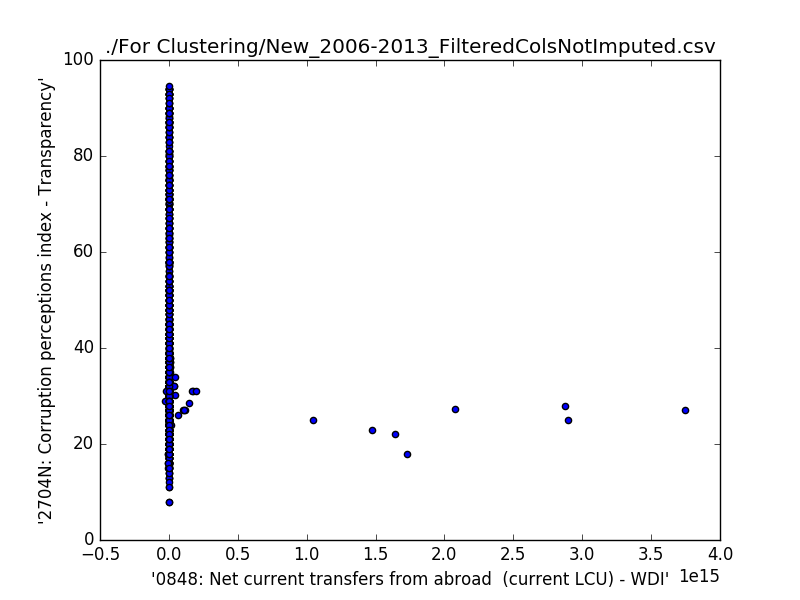 ./For Clustering/New_2006-2013_FilteredColsNotImputed.csv
'2704N: Corruption perceptions index - Transparency'
100
80
60
40
20
0
−0.5 0.0 0.5 1.0 1.5 2.0 2.5 3.0 3.5 4.0
1e15
'0848: Net current transfers from abroad  (current LCU) - WDI'